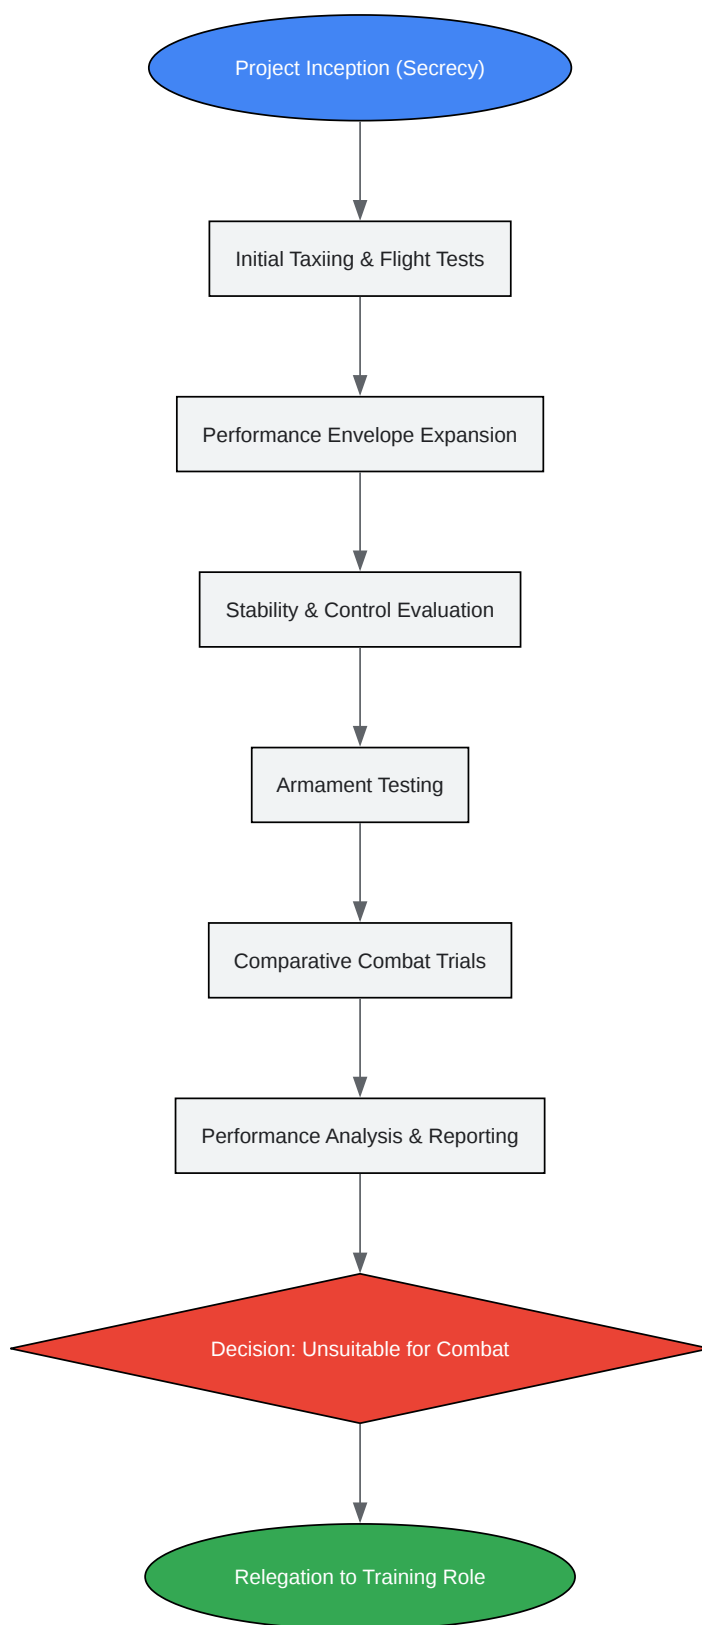 Project Inception (Secrecy)
Initial Taxiing & Flight Tests
Performance Envelope Expansion
Stability & Control Evaluation
Armament Testing
Comparative Combat Trials
Performance Analysis & Reporting
Decision: Unsuitable for Combat
Relegation to Training Role